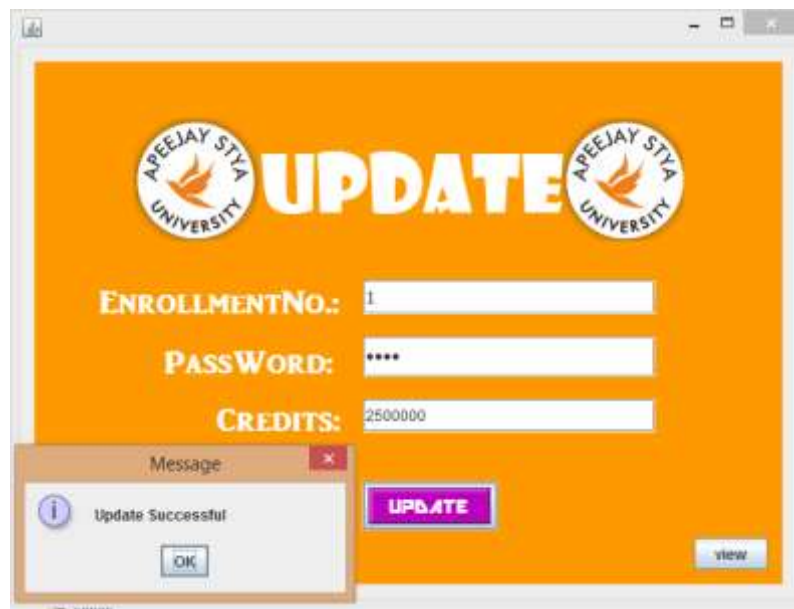 APEEJAY STYA UNIVERSITY
UPDATE
APEEJAY STYA UNIVERSITY
EnrollmentNo.:
1
PassWord:
••••
Credits:
2500000
Message
Update Successful
OK
UPDATE
view